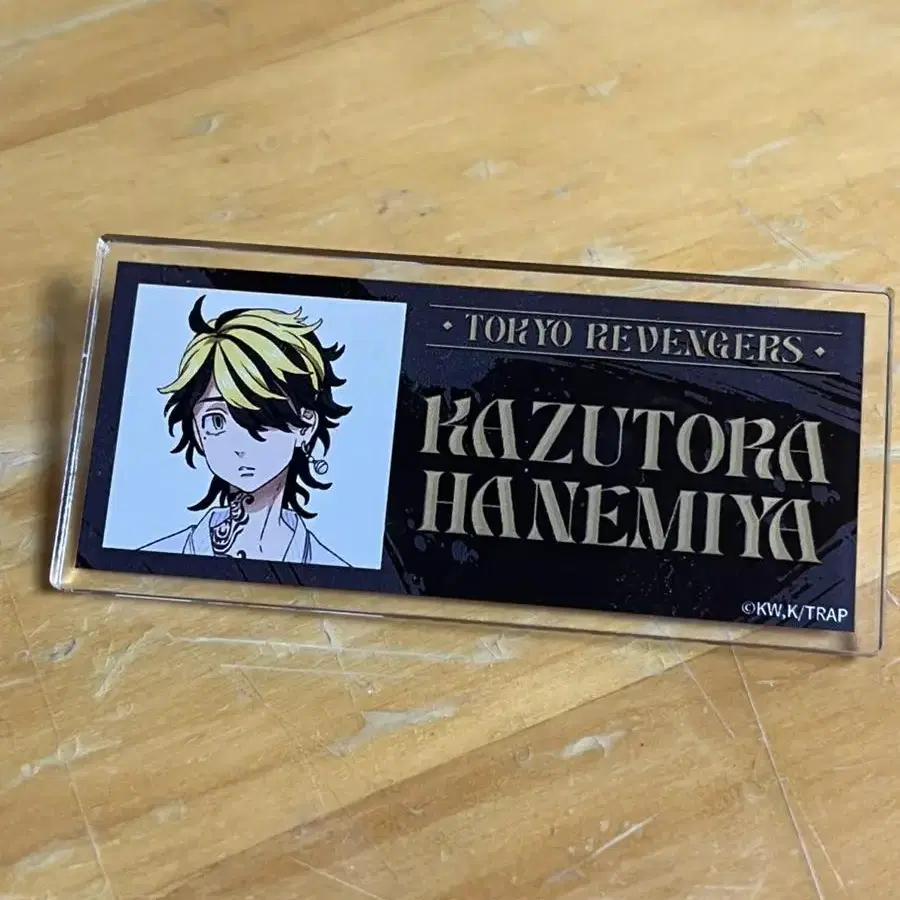 TOKYO REVENGERS
KAZUTORA
HANEMIYA
©KW,K/TRAP